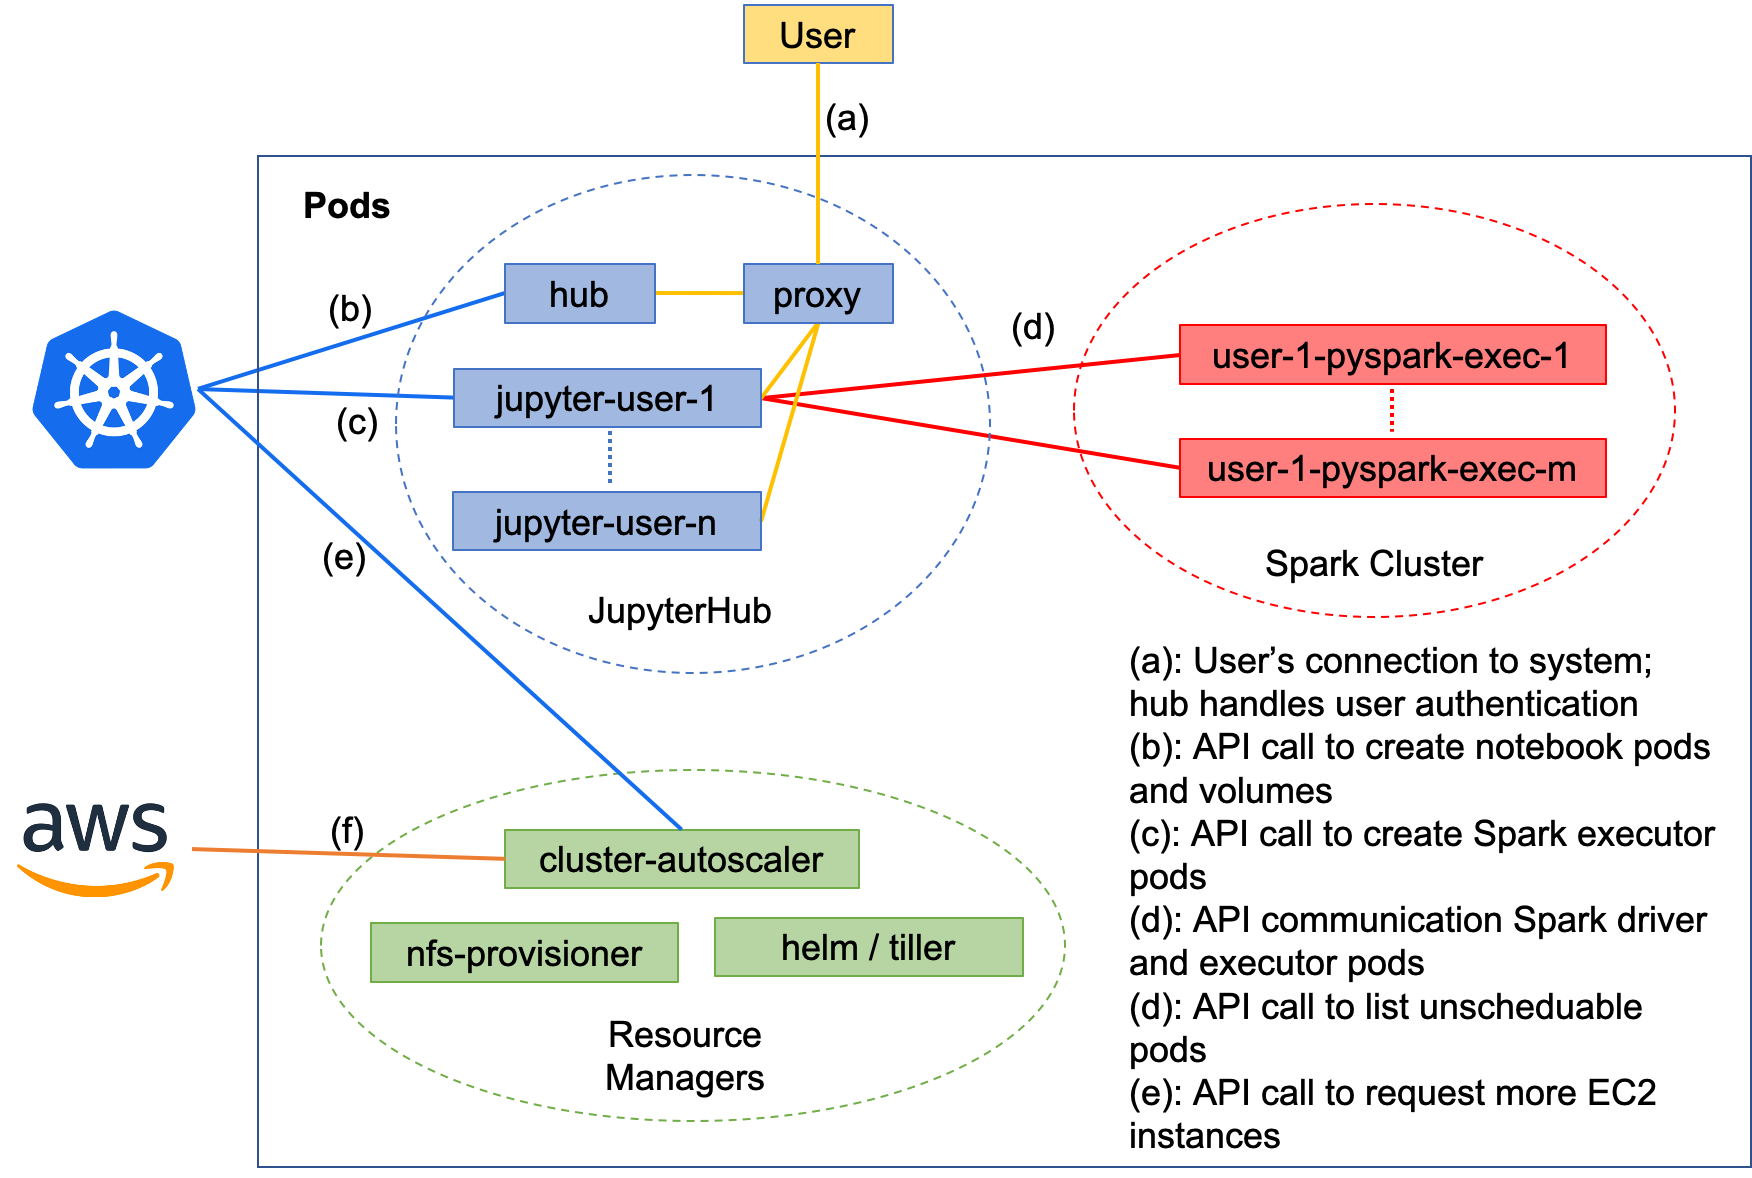 User
(a)
Pods
hub
proxy
(b)
(d)
user-1-pyspark-exec-1
jupyter-user-1
(c)
user-1-pyspark-exec-m
jupyter-user-n
(e)
Spark Cluster
JupyterHub
(a): User’s connection to system;
hub handles user authentication
(b): API call to create notebook pods
and volumes
(c): API call to create Spark executor
pods
(d): API communication Spark driver
and executor pods
(d): API call to list unscheduable
pods
(e): API call to request more EC2
instances
aws
(f)
cluster-autoscaler
nfs-provisioner
helm / tiller
Resource
Managers